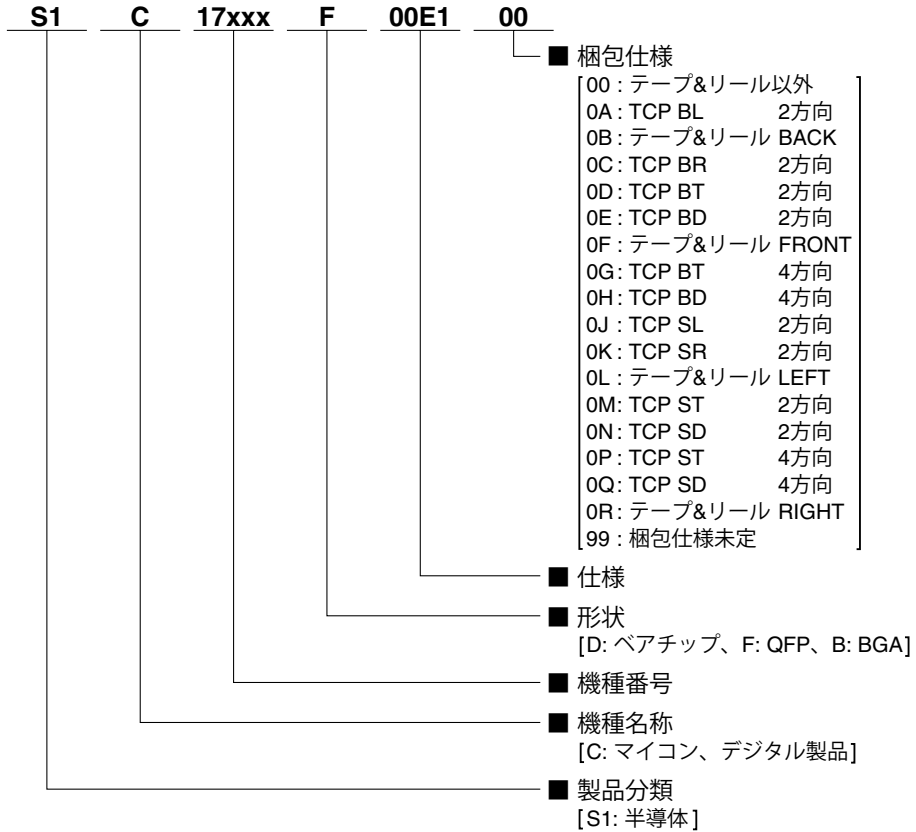 S1 C 17xxx F 00E1 00
■ 梱包仕様
[00 : テープ&リール以外 ]
0A : TCP BL 2方向
0B : テープ&リール BACK
0C : TCP BR 2方向
0D : TCP BT 2方向
0E : TCP BD 2方向
0F : テープ&リール FRONT
0G : TCP BT 4方向
0H : TCP BD 4方向
0J : TCP SL 2方向
0K : TCP SR 2方向
0L : テープ&リール LEFT
0M : TCP ST 2方向
0N : TCP SD 2方向
0P : TCP ST 4方向
0Q : TCP SD 4方向
0R : テープ&リール RIGHT
99 : 梱包仕様未定
■ 仕様
■ 形状
[D: ベアチップ、F: QFP、B: BGA]
■ 機種番号
■ 機種名称
[C: マイコン、デジタル製品]
■ 製品分類
[S1: 半導体]